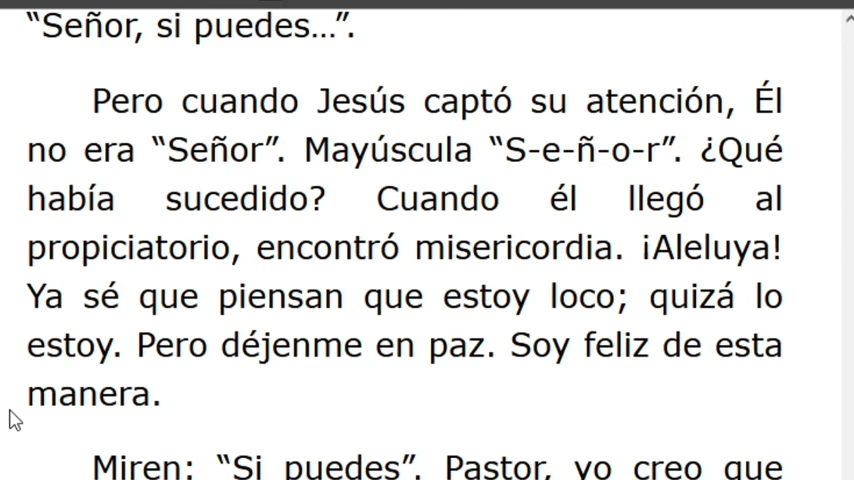 “Señor, si puedes…”.
Pero cuando Jesús captó su atención, Él
no era “Señor”. Mayúscula “S-e-ñ-o-r”. ¿Qué
había sucedido? Cuando él llegó al
propiciatorio, encontró misericordia. ¡Aleluya!
Ya sé que piensan que estoy loco; quizá lo
estoy. Pero déjenme en paz. Soy feliz de esta
manera.
Miren: “Si puedes”. Pastor, yo creo que